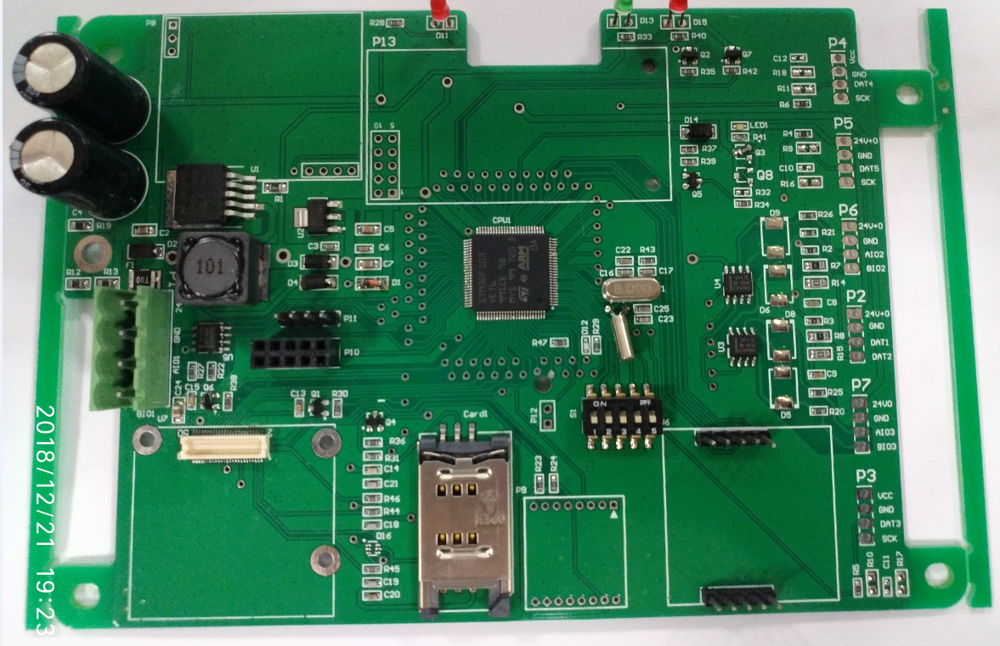 P8
R28
D11
D13
D15
R33
R40
P13
Q2
Q7
R35
R42
C12
R18
R11
R6
P4
Vcc
GND
DAT4
SCK
10 5
1
D14
R37
R39
Q5
LED1
R41
Q3
Q8
R32
R34
R4
R9
C10
R16
P5
24V+0
GND
DAT5
SCK
U1
R1
U2
C4
R19
C2
D2
F1
R12
R13
101
C3
D3
D4
C5
C6
C7
D1
CPU1
STM32F103
ARM
C22
R43
C16
C17
8.000
C25
C23
D12
R29
R47
D9
R26
R21
R2
R7
R14
C8
P6
24V+0
GND
AIO2
BIO2
U4
D6
D8
U3
D5
R3
R8
R15
C9
R25
R20
P2
24V+0
GND
DAT1
DAT2
P7
24V0
GND
AIO3
BIO3
P11
P10
GND
AIO1
BIO1
R27
R22
C24
C15
Q6
R38
U7
C13
Q1
R30
Q4
R36
R31
C14
C21
R46
R44
C18
D16
R45
C19
C20
Card1
P12
S1
ON
1 2 3 4 5
R23
R24
P9
P3
VCC
GND
DAT3
SCK
R5
R10
C11
R17
2018/12/21 19:23